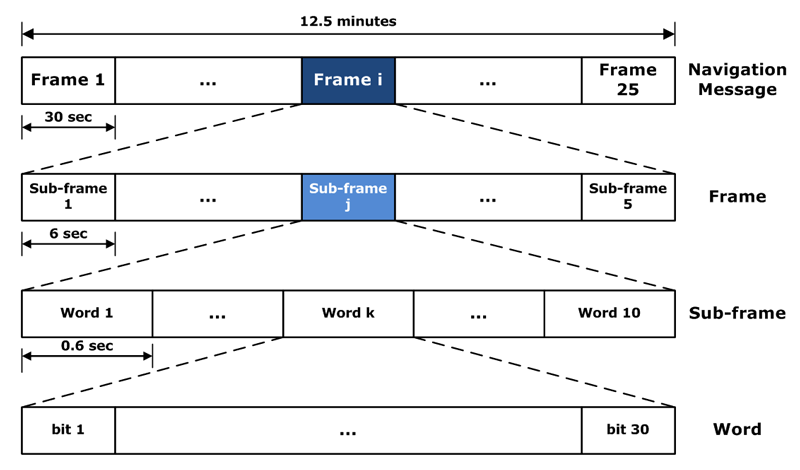 12.5 minutes
Frame 1
...
Frame i
...
Frame
25
Navigation
Message
30 sec
Sub-frame
1
...
Sub-frame
j
...
Sub-frame
5
Frame
6 sec
Word 1
...
Word k
...
Word 10
Sub-frame
0.6 sec
bit 1
...
bit 30
Word